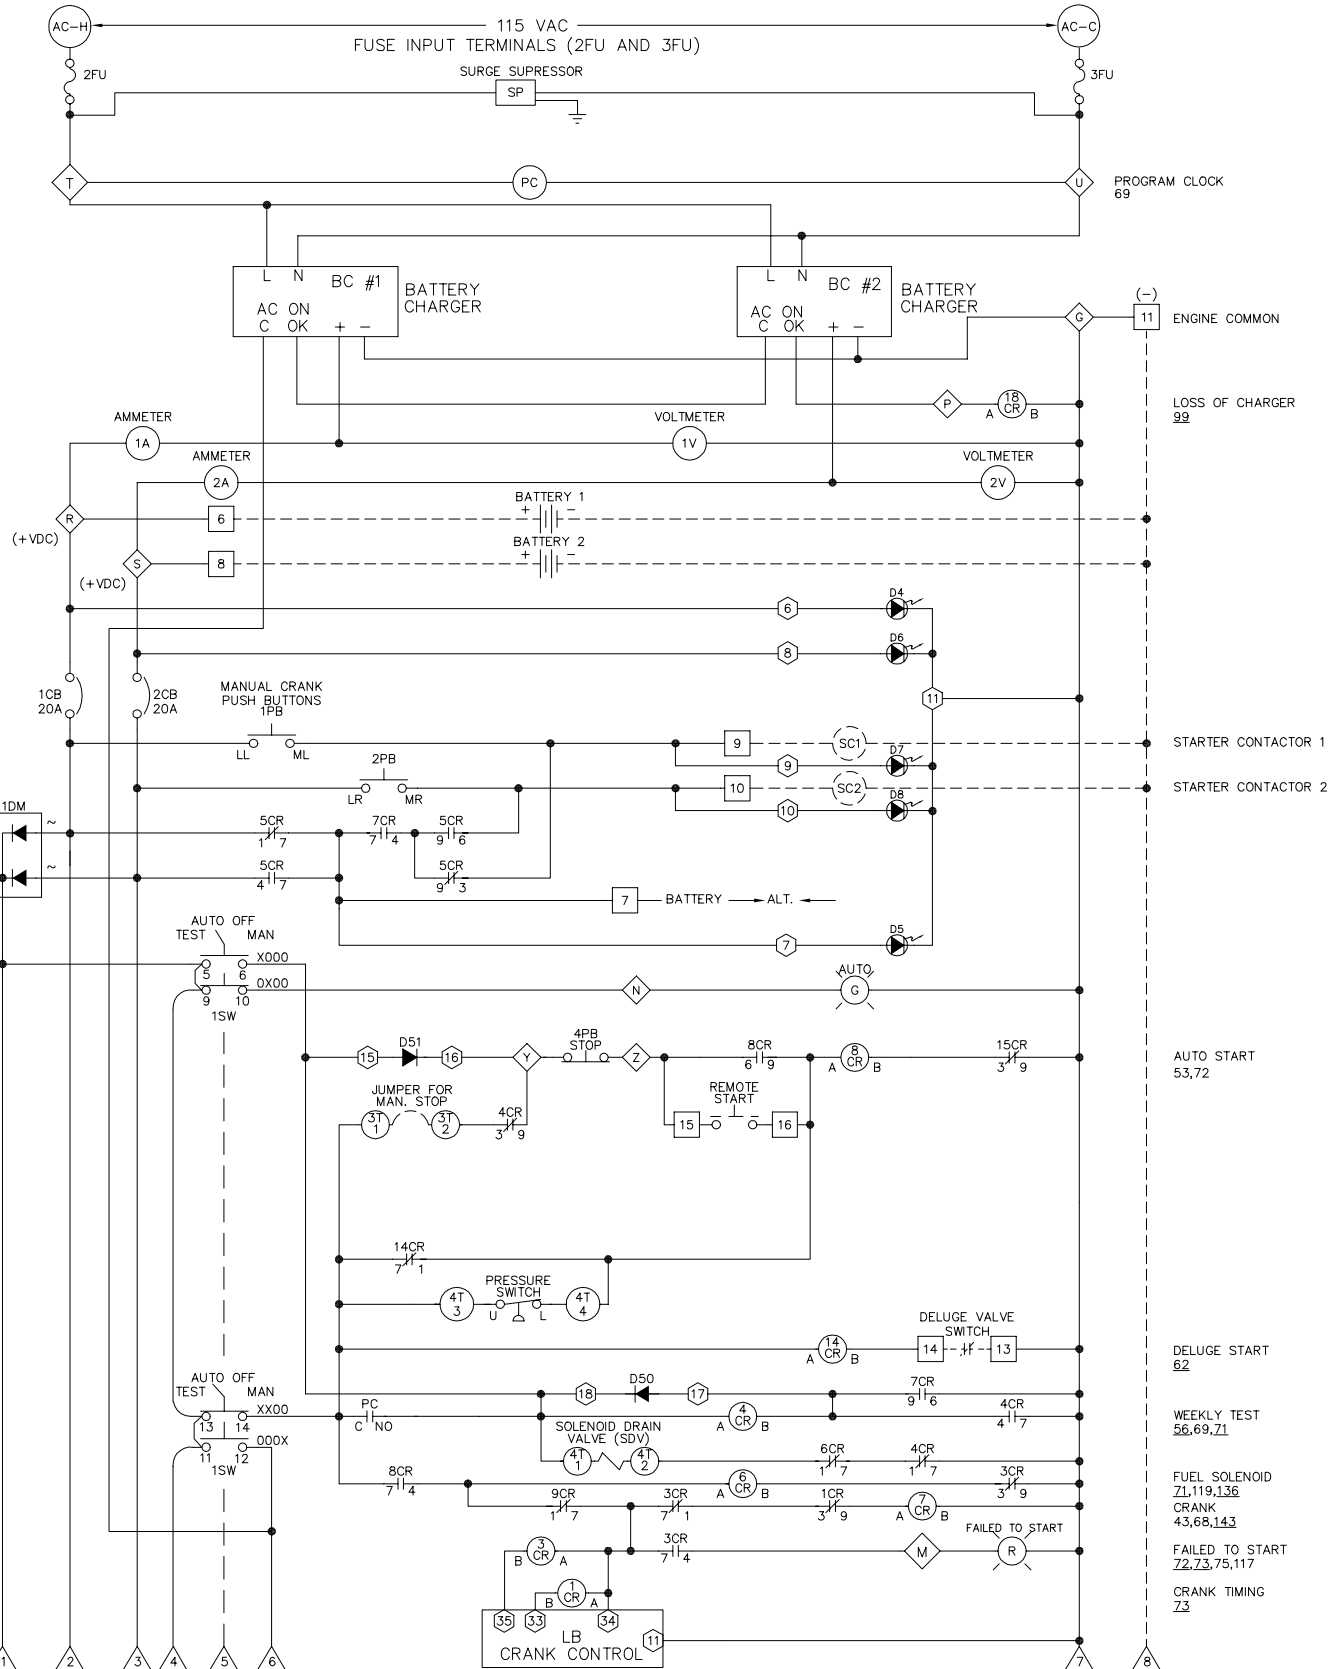 AC-H
115 VAC
AC-C
FUSE INPUT TERMINALS (2FU AND 3FU)
2FU
SURGE SUPRESSOR
3FU
SP
T
PC
U
PROGRAM CLOCK
69
L N
BC #1
BATTERY
CHARGER
AC ON
C OK + -
L N
BC #2
BATTERY
CHARGER
AC ON
C OK + -
(-)
G
11
ENGINE COMMON
P
A
18
CR
B
LOSS OF CHARGER
99
AMMETER
1A
VOLTMETER
1V
AMMETER
2A
VOLTMETER
2V
R
6
+
BATTERY 1
-
(+VDC)
S
8
+
BATTERY 2
-
(+VDC)
6
D4
8
D6
11
1CB
20A
2CB
20A
MANUAL CRANK
PUSH BUTTONS
1PB
LL ML
9
SC1
STARTER CONTACTOR 1
9
D7
2PB
LR MR
10
SC2
STARTER CONTACTOR 2
10
D8
1DM
~
~
5CR
1 7
7CR
7 4
5CR
9 6
5CR
4 7
5CR
9 3
7
BATTERY
ALT.
7
D5
AUTO OFF
TEST MAN
X000
5 6
0X00
9 10
1SW
N
AUTO
G
15
D51
16
Y
4PB
STOP
Z
8CR
6 9
A
8
CR
B
15CR
3 9
AUTO START
53,72
JUMPER FOR
MAN. STOP
3T
1
3T
2
4CR
3 9
REMOTE
START
15
16
14CR
7 1
PRESSURE
SWITCH
4T
3
U L
4T
4
DELUGE VALVE
SWITCH
A
14
CR
B
14
13
DELUGE START
62
AUTO OFF
TEST MAN
XX00
13 14
000X
11 12
1SW
18
D50
17
7CR
9 6
PC
C NO
A
4
CR
B
4CR
4 7
WEEKLY TEST
56,69,71
SOLENOID DRAIN
VALVE (SDV)
4T
1
4T
2
6CR
1 7
4CR
1 7
8CR
7 4
A
6
CR
B
3CR
3 9
FUEL SOLENOID
71,119,136
9CR
1 7
3CR
7 1
1CR
3 9
A
7
CR
B
CRANK
43,68,143
B
3
CR
A
3CR
7 4
M
FAILED TO START
R
FAILED TO START
72,73,75,117
B
1
CR
A
CRANK TIMING
73
35
33
34
LB
CRANK CONTROL
11
1
2
3
4
5
6
7
8